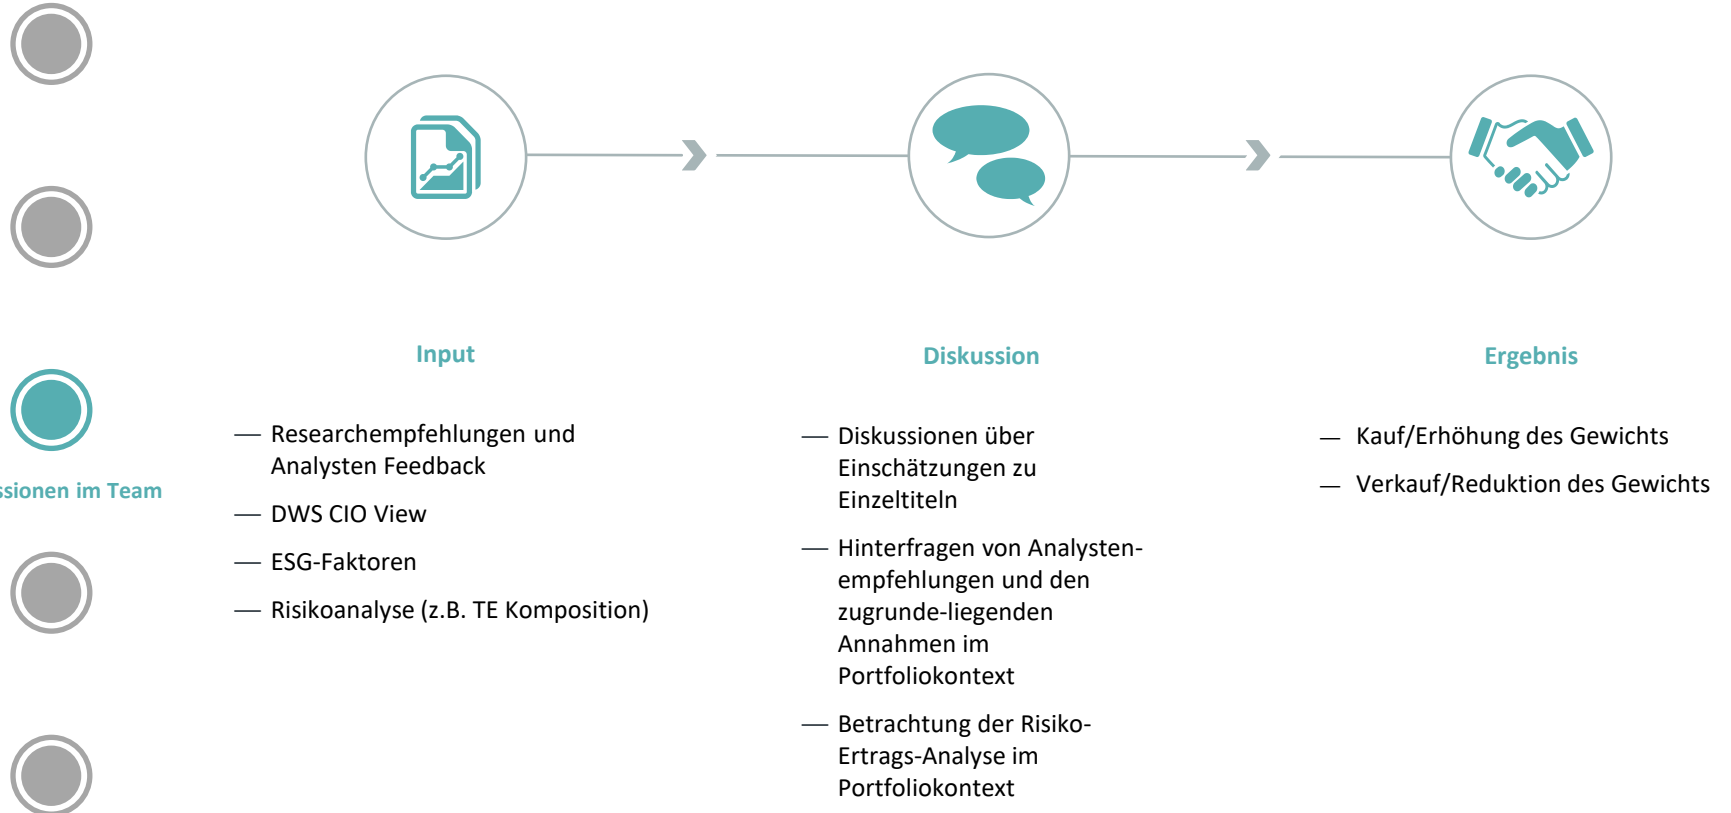 Input
Diskussion
Ergebnis
— Researchempfehlungen und
Analysten Feedback
— DWS CIO View
— ESG-Faktoren
— Risikoanalyse (z.B. TE Komposition)
— Diskussionen über
Einschätzungen zu
Einzeltiteln
— Hinterfragen von Analysten-
empfehlungen und den
zugrunde-liegenden
Annahmen im
Portfoliokontext
— Betrachtung der Risiko-
Ertrags-Analyse im
Portfoliokontext
— Kauf/Erhöhung des Gewichts
— Verkauf/Reduktion des Gewichts
im Team